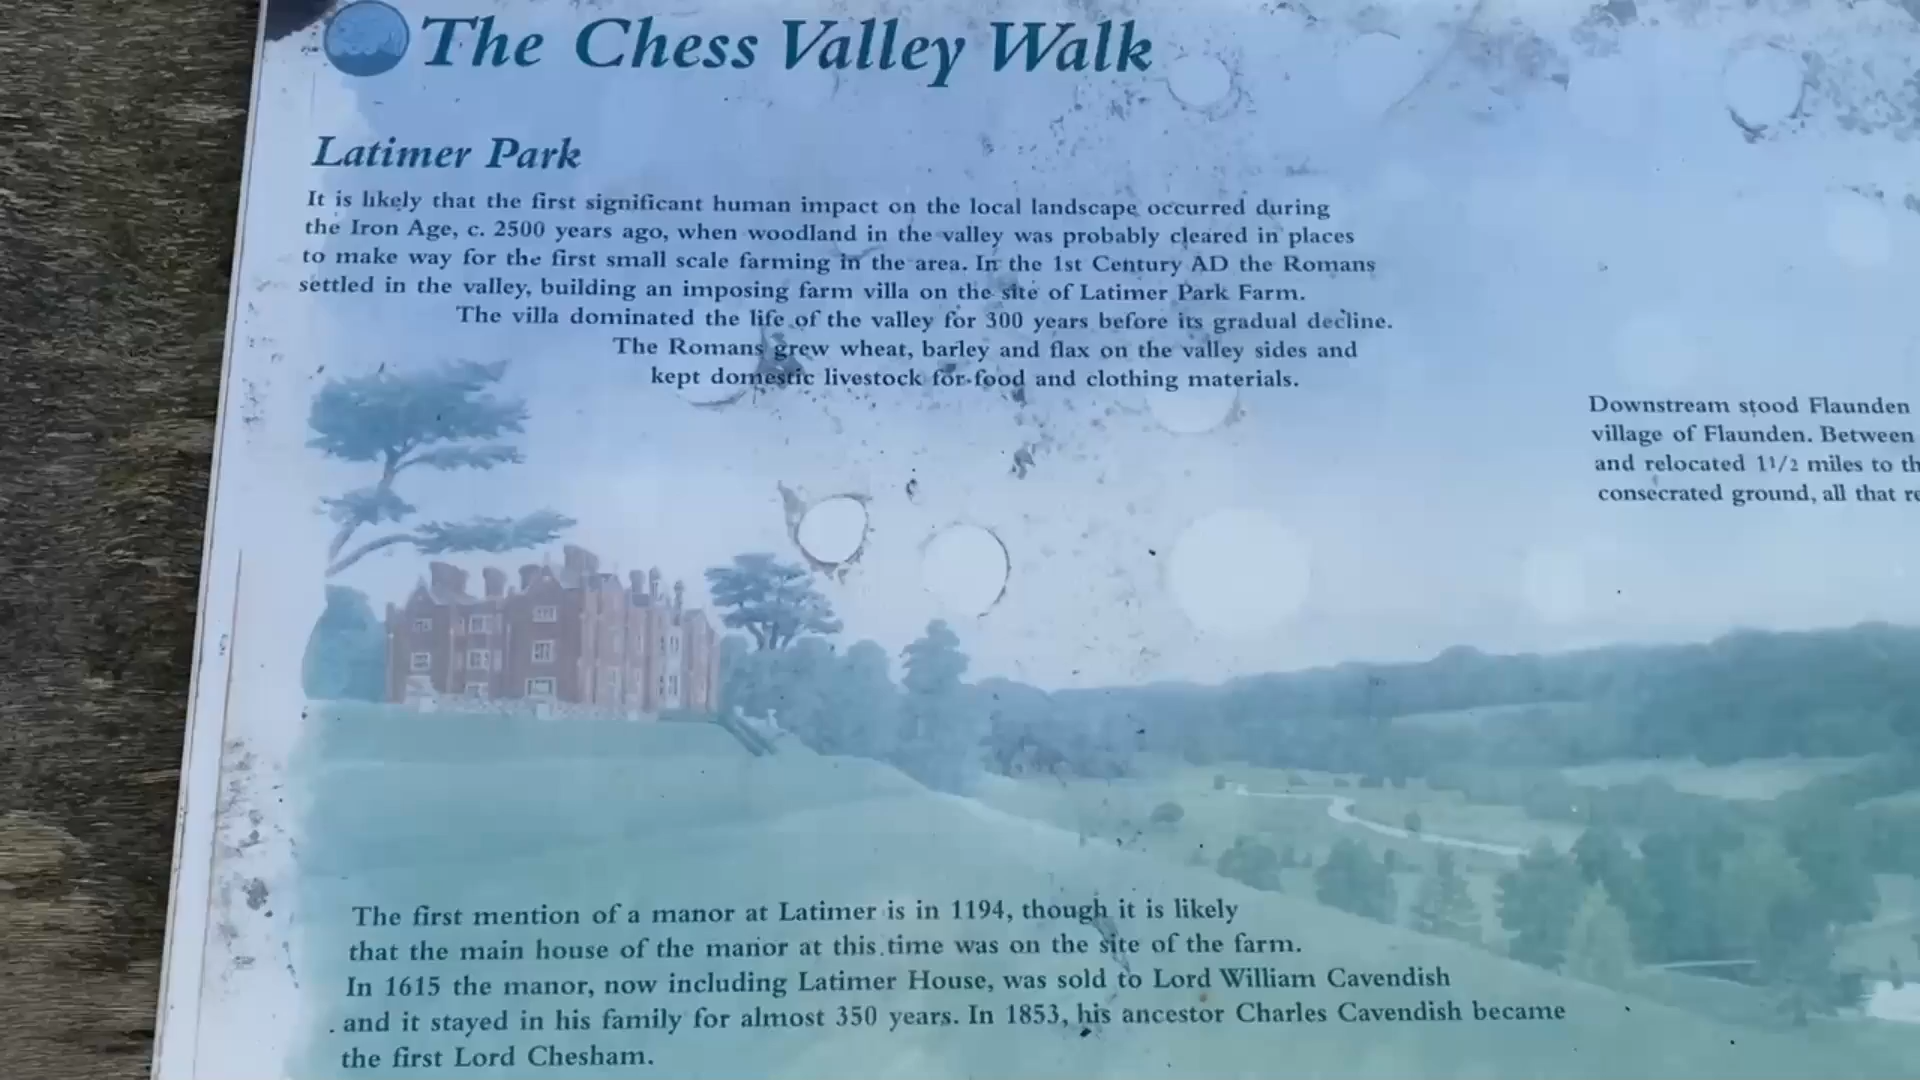 The Chess Valley Walk
Latimer Park
It is likely that the first significant human impact on the local landscape occurred during
the Iron Age, c. 2500 years ago, when woodland in the valley was probably cleared in places
to make way for the first small scale farming in the area. In the 1st Century AD the Romans
settled in the valley, building an imposing farm villa on the site of Latimer Park Farm.
The villa dominated the life of the valley for 300 years before its gradual decline.
The Romans grew wheat, barley and flax on the valley sides and
kept domestic livestock for food and clothing materials.
Downstream stood Flaunden
village of Flaunden. Between
and relocated 1 1/2 miles to
consecrated ground, all that
The first mention of a manor at Latimer is in 1194, though it is likely
that the main house of the manor at this time was on the site of the farm.
In 1615 the manor, now including Latimer House, was sold to Lord William Cavendish
and it stayed in his family for almost 350 years. In 1853, his ancestor Charles Cavendish became
the first Lord Chesham.